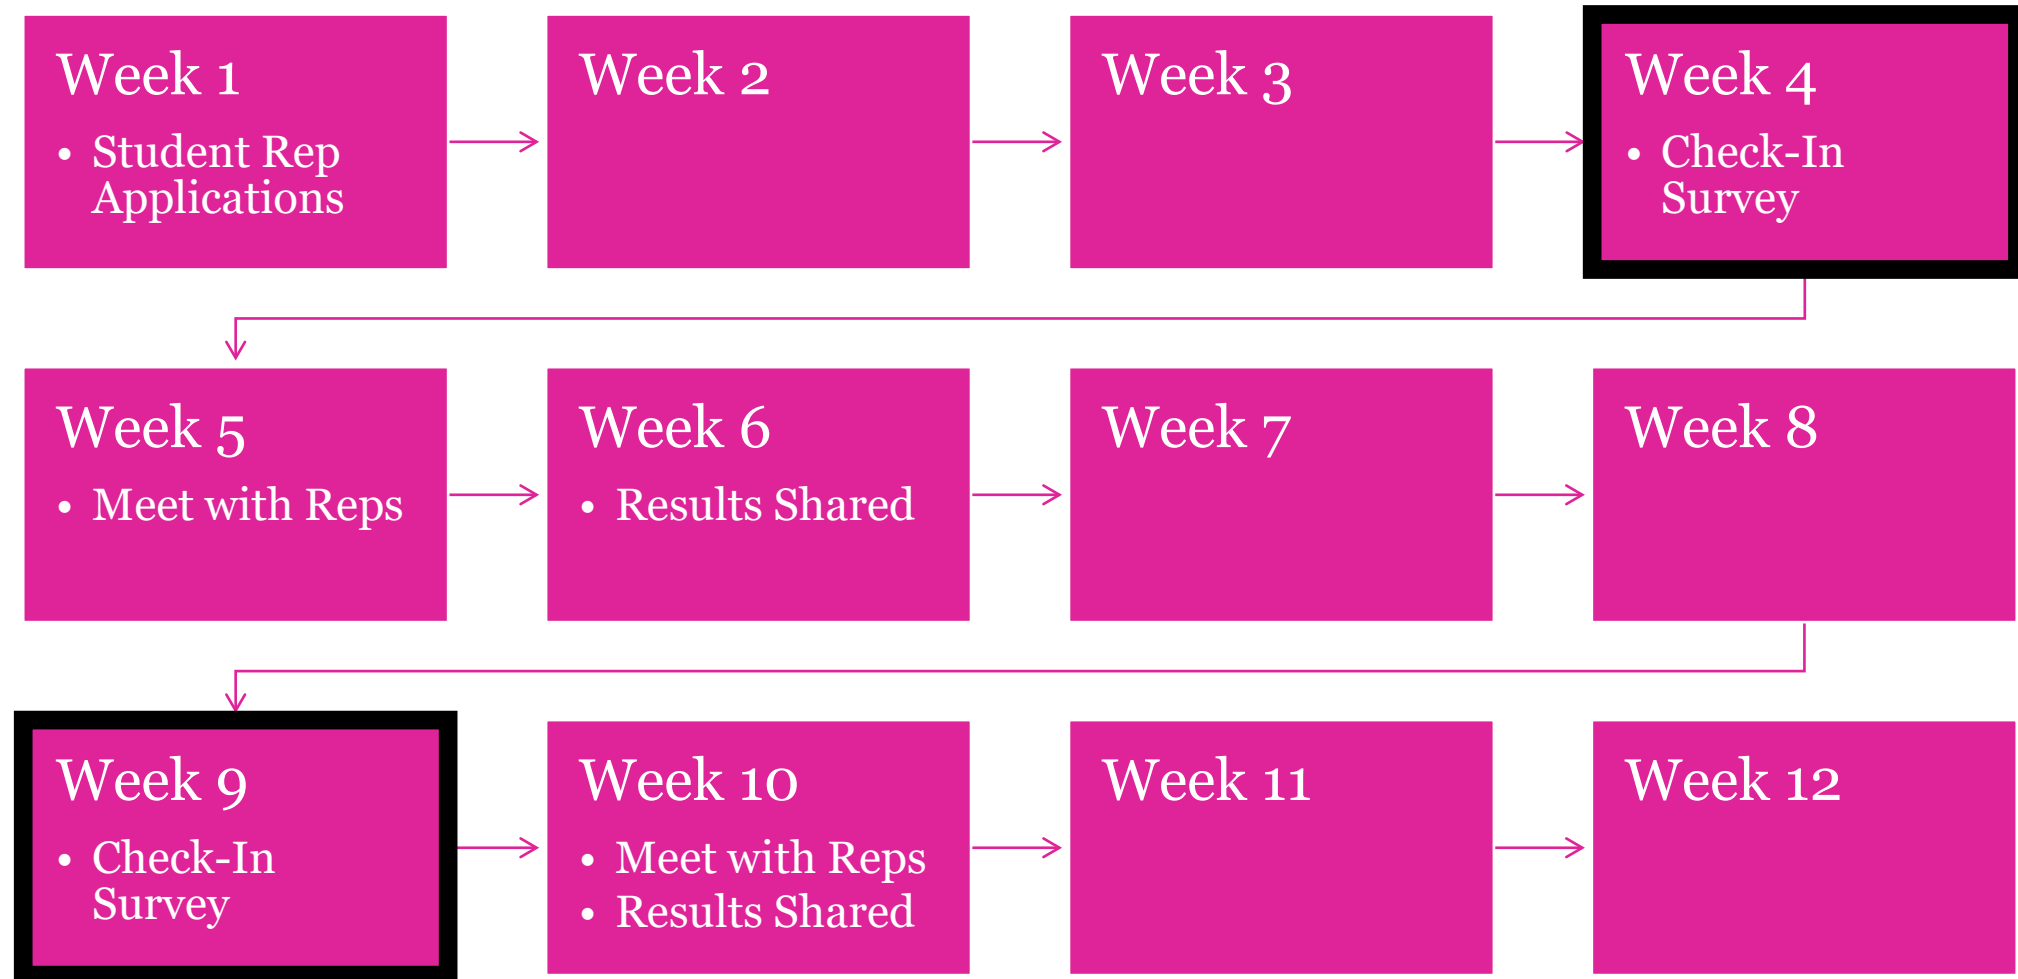 Week 1
• Student Rep
Applications
Week 2
Week 3
Week 4
• Check-In
Survey
Week 5
• Meet with Reps
Week 6
• Results Shared
Week 7
Week 8
Week 9
• Check-In
Survey
Week 10
• Meet with Reps
• Results Shared
Week 11
Week 12